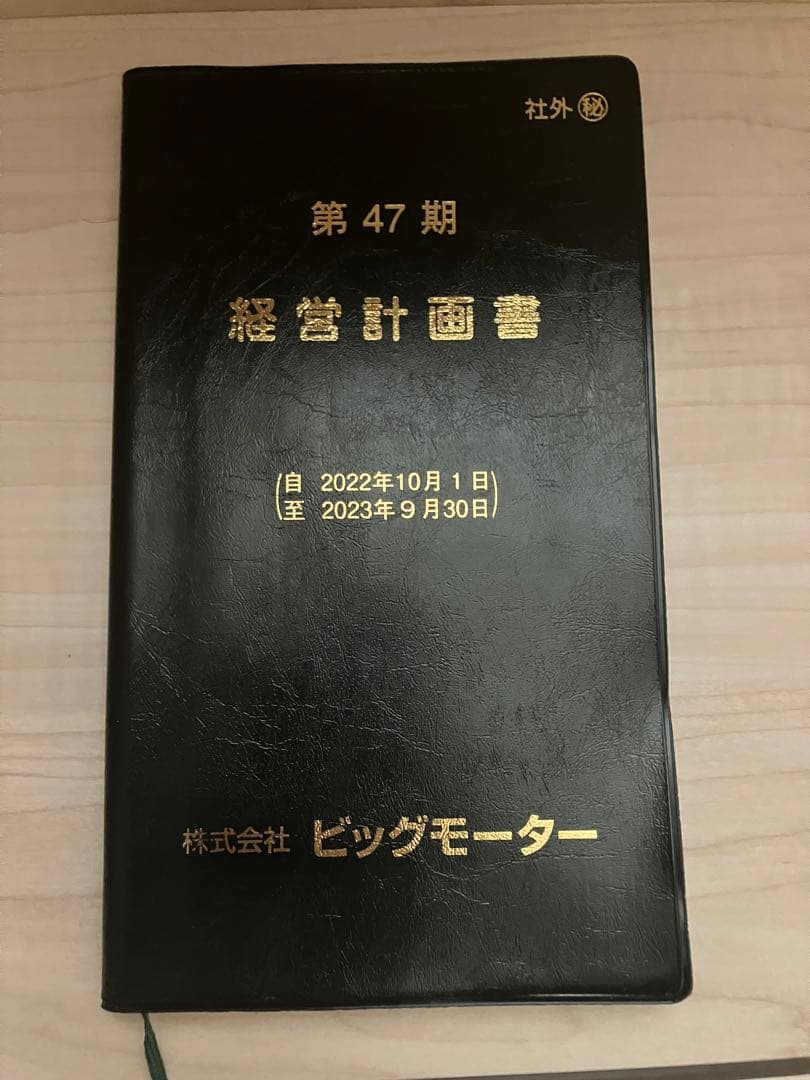 社外㊙
第 47 期
経営計画書
自 2022年10月1日
至 2023年9月30日
株式会社 ビッグモーター